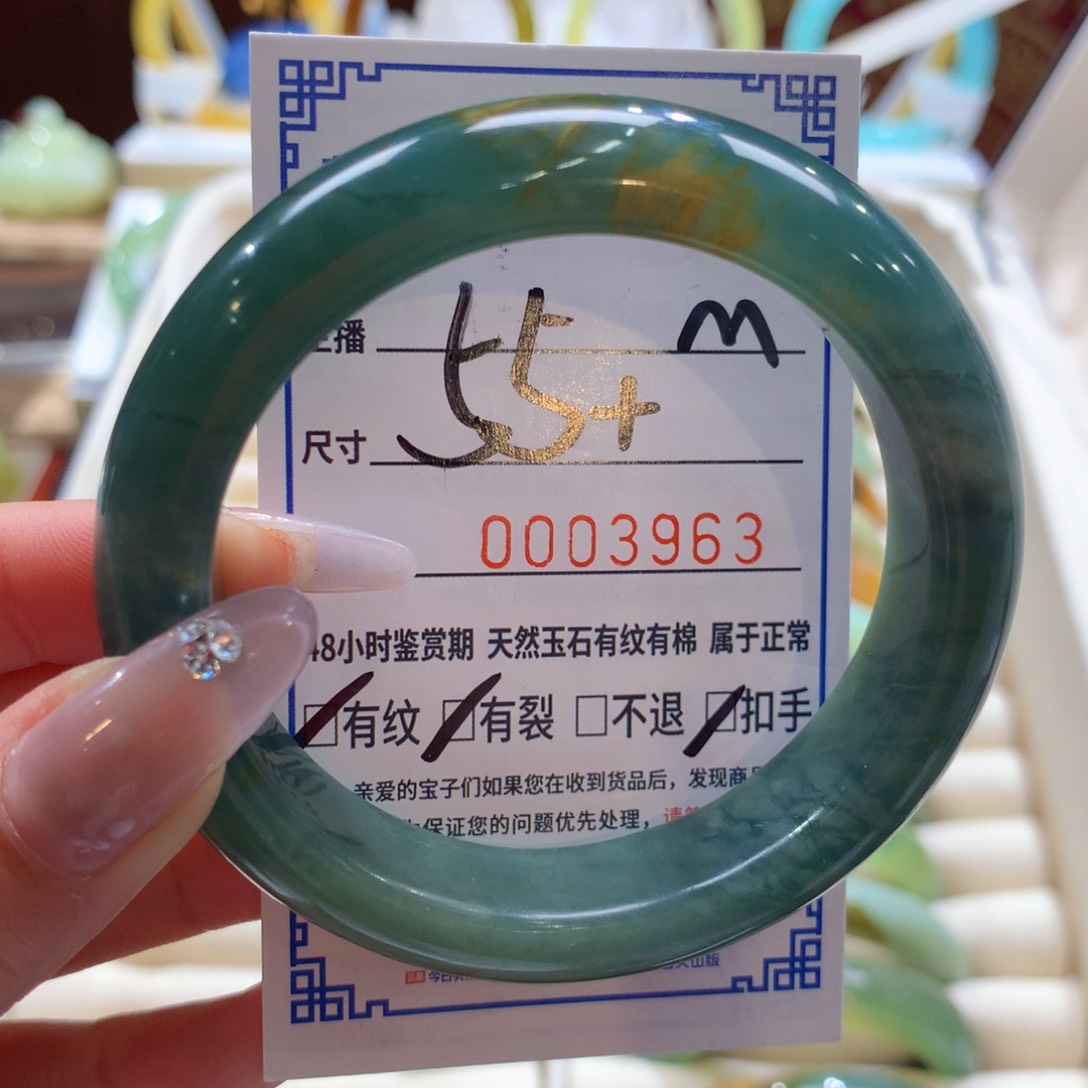 播 M
尺寸 55+
0003963
48小时鉴赏期 天然玉石有纹有棉 属于正常
☑有纹 ☑有裂 □不退 ☑扣手
亲爱的宝子们如果您在收到货品后，发现商
保证您的问题优先处理，请